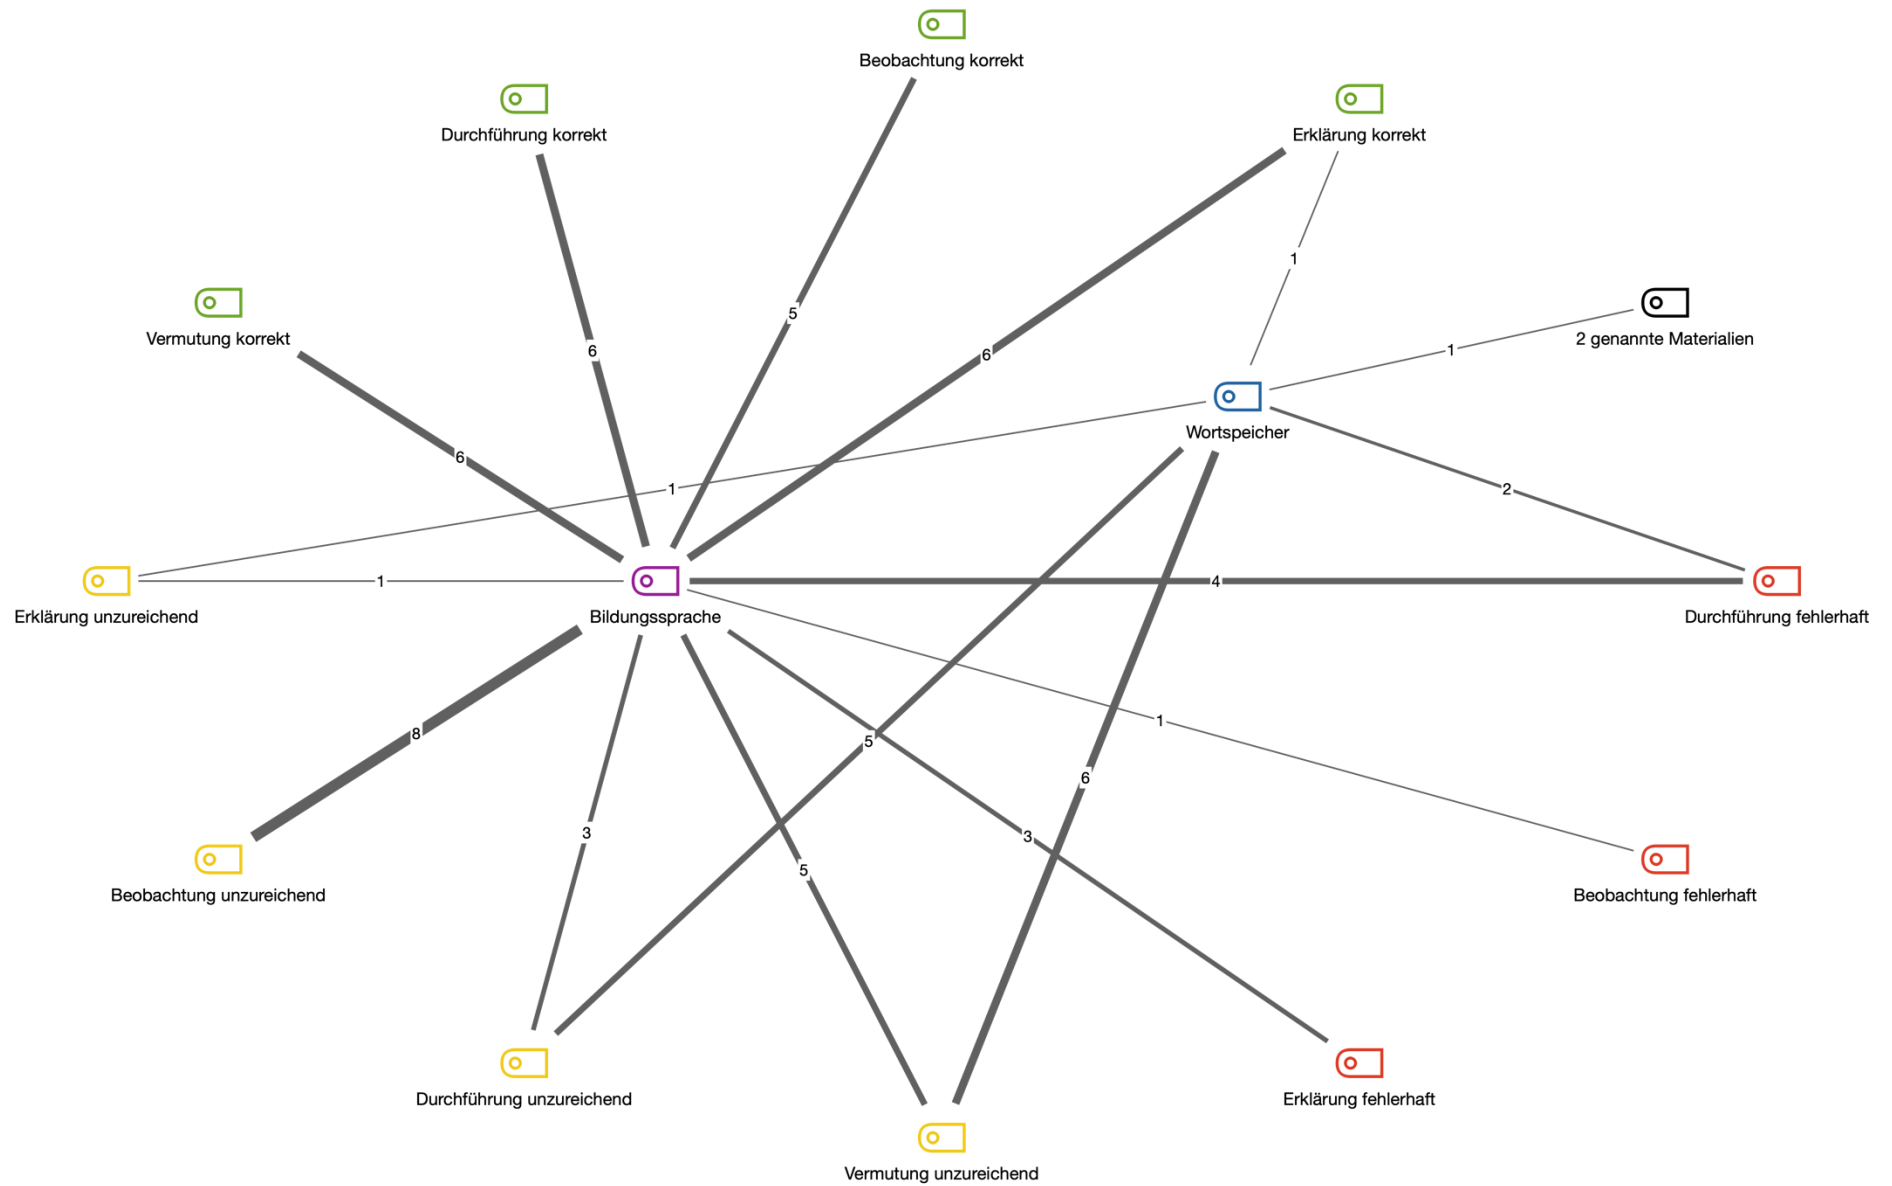 Beobachtung korrekt
Durchführung korrekt
Erklärung korrekt
1
5
Vermutung korrekt
2 genannte Materialien
6
1
6
Wortspeicher
6
1
2
Erklärung unzureichend
1
Bildungssprache
4
Durchführung fehlerhaft
1
8
5
6
3
3
5
Beobachtung unzureichend
Beobachtung fehlerhaft
Durchführung unzureichend
Erklärung fehlerhaft
Vermutung unzureichend